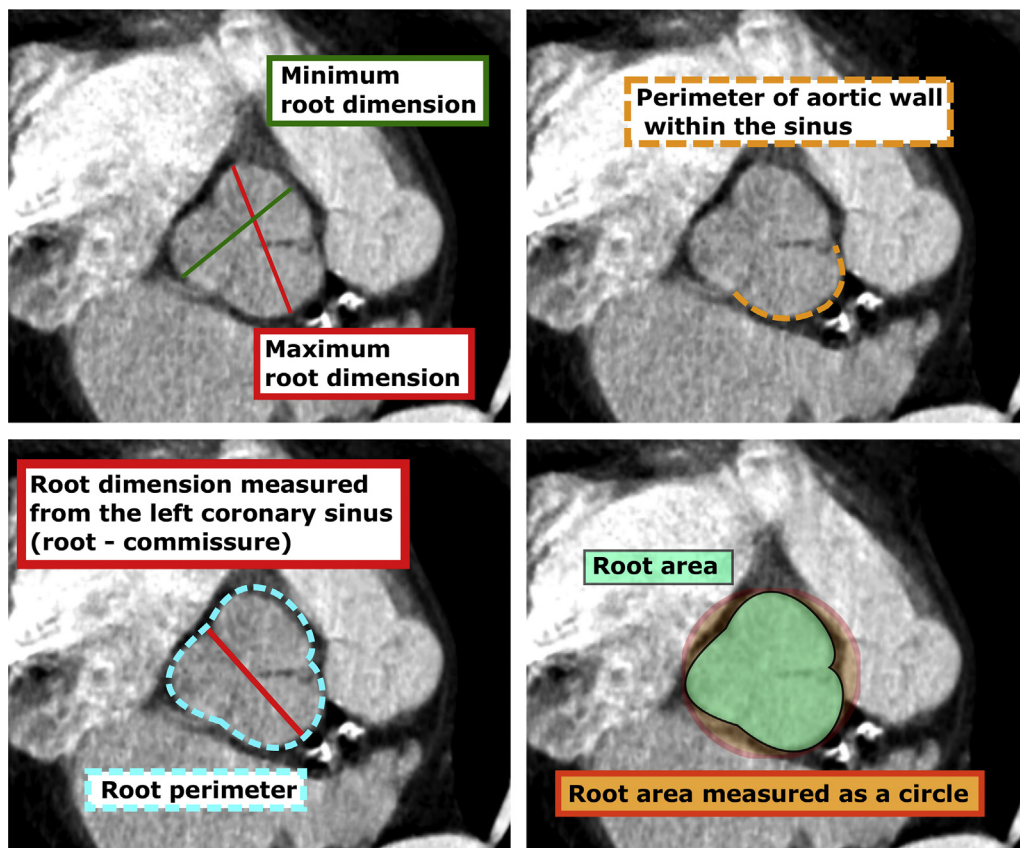 Minimum
root dimension
Maximum
root dimension
Perimeter of aortic wall
within the sinus
Root dimension measured
from the left coronary sinus
(root - commissure)
Root perimeter
Root area
Root area measured as a circle